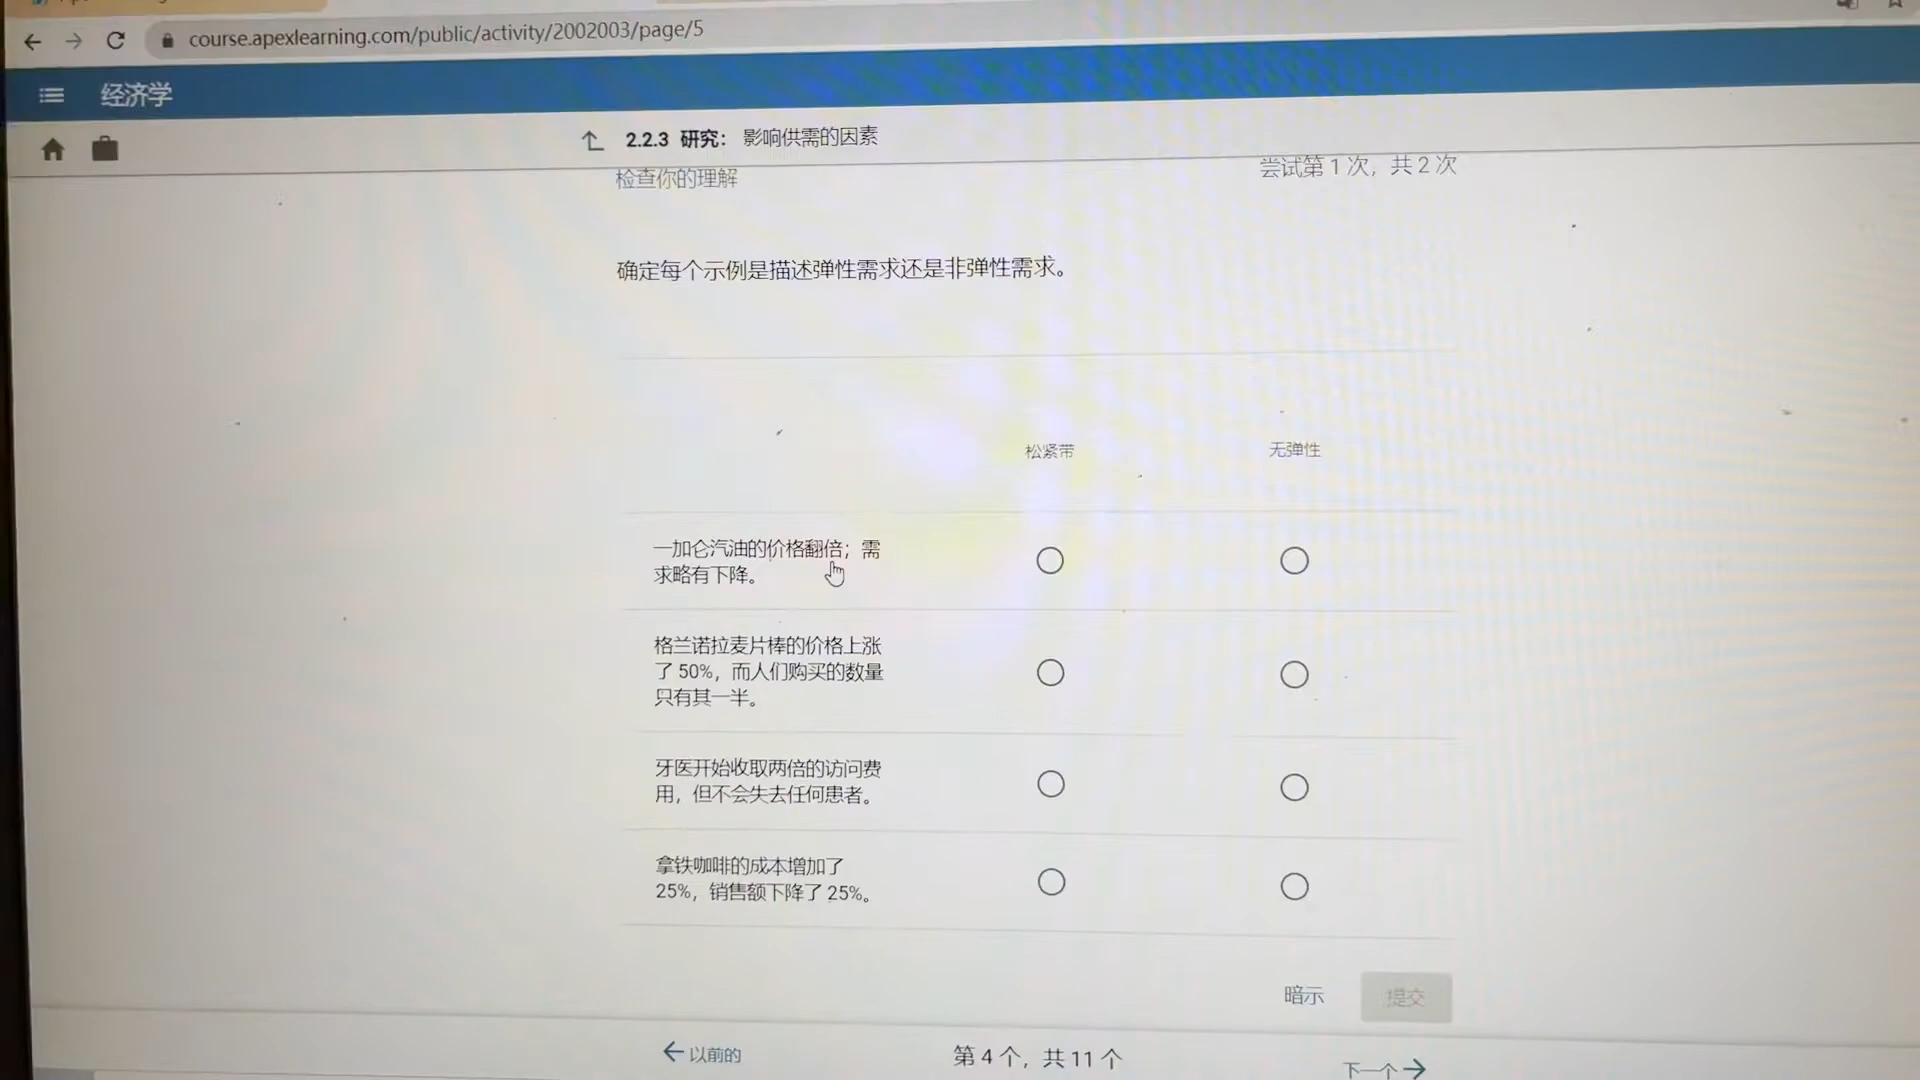 course.apexlearning.com/public/activity/2002003/page/5
经济学
2.2.3 研究： 影响供需的因素
检查你的理解
尝试第 1 次，共 2 次
确定每个示例是描述弹性需求还是非弹性需求。
松紧带
无弹性
一加仑汽油的价格翻倍；需
求略有下降。
格兰诺拉麦片棒的价格上涨
了 50%，而人们购买的数量
只有其一半。
牙医开始收取两倍的访问费
用，但不会失去任何患者。
拿铁咖啡的成本增加了
25%，销售额下降了 25%。
暗示
提交
以前的
第 4 个，共 11 个
下一个